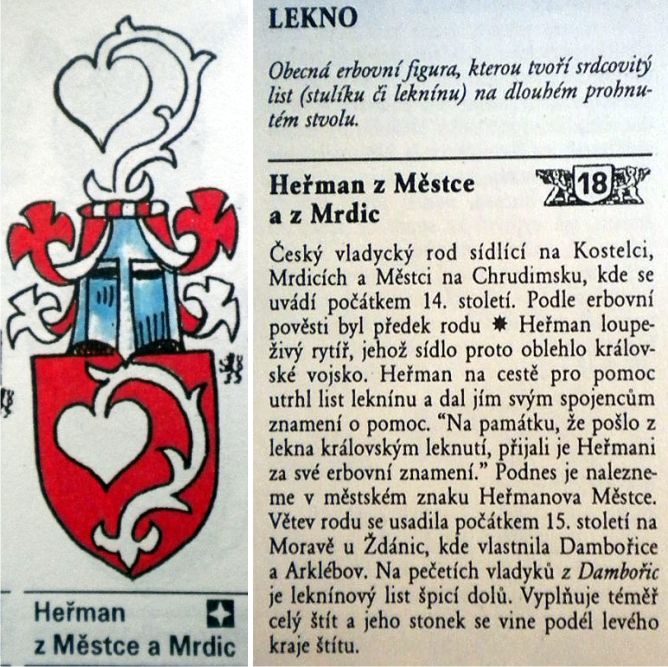 Heřman
z Městce a Mrdic
LEKNO
Obecná erbovní figura, kterou tvoří srdcovitý
list (stulíku či leknínu) na dlouhém prohnu-
tém stvolu.
Heřman z Městce
a z Mrdic
18
Český vladycký rod sídlící na Kostelci,
Mrdicích a Městci na Chrudimsku, kde se
uvádí počátkem 14. století. Podle erbovní
pověsti byl předek rodu ✷ Heřman loupe-
živý rytíř, jehož sídlo proto oblehlo králov-
ské vojsko. Heřman na cestě pro pomoc
utrhl list leknínu a dal jím svým spojencům
znamení o pomoc. “Na památku, že pošlo z
lekna královským leknutí, přijali je Heřmani
za své erbovní znamení.” Podnes je nalezne-
me v městském znaku Heřmanova Městce.
Větev rodu se usadila počátkem 15. století na
Moravě u Ždánic, kde vlastnila Dambořice
a Arklébov. Na pečetích vladyků z Dambořic
je leknínový list špicí dolů. Vyplňuje téměř
celý štít a jeho stonek se vine podél levého
kraje štítu.